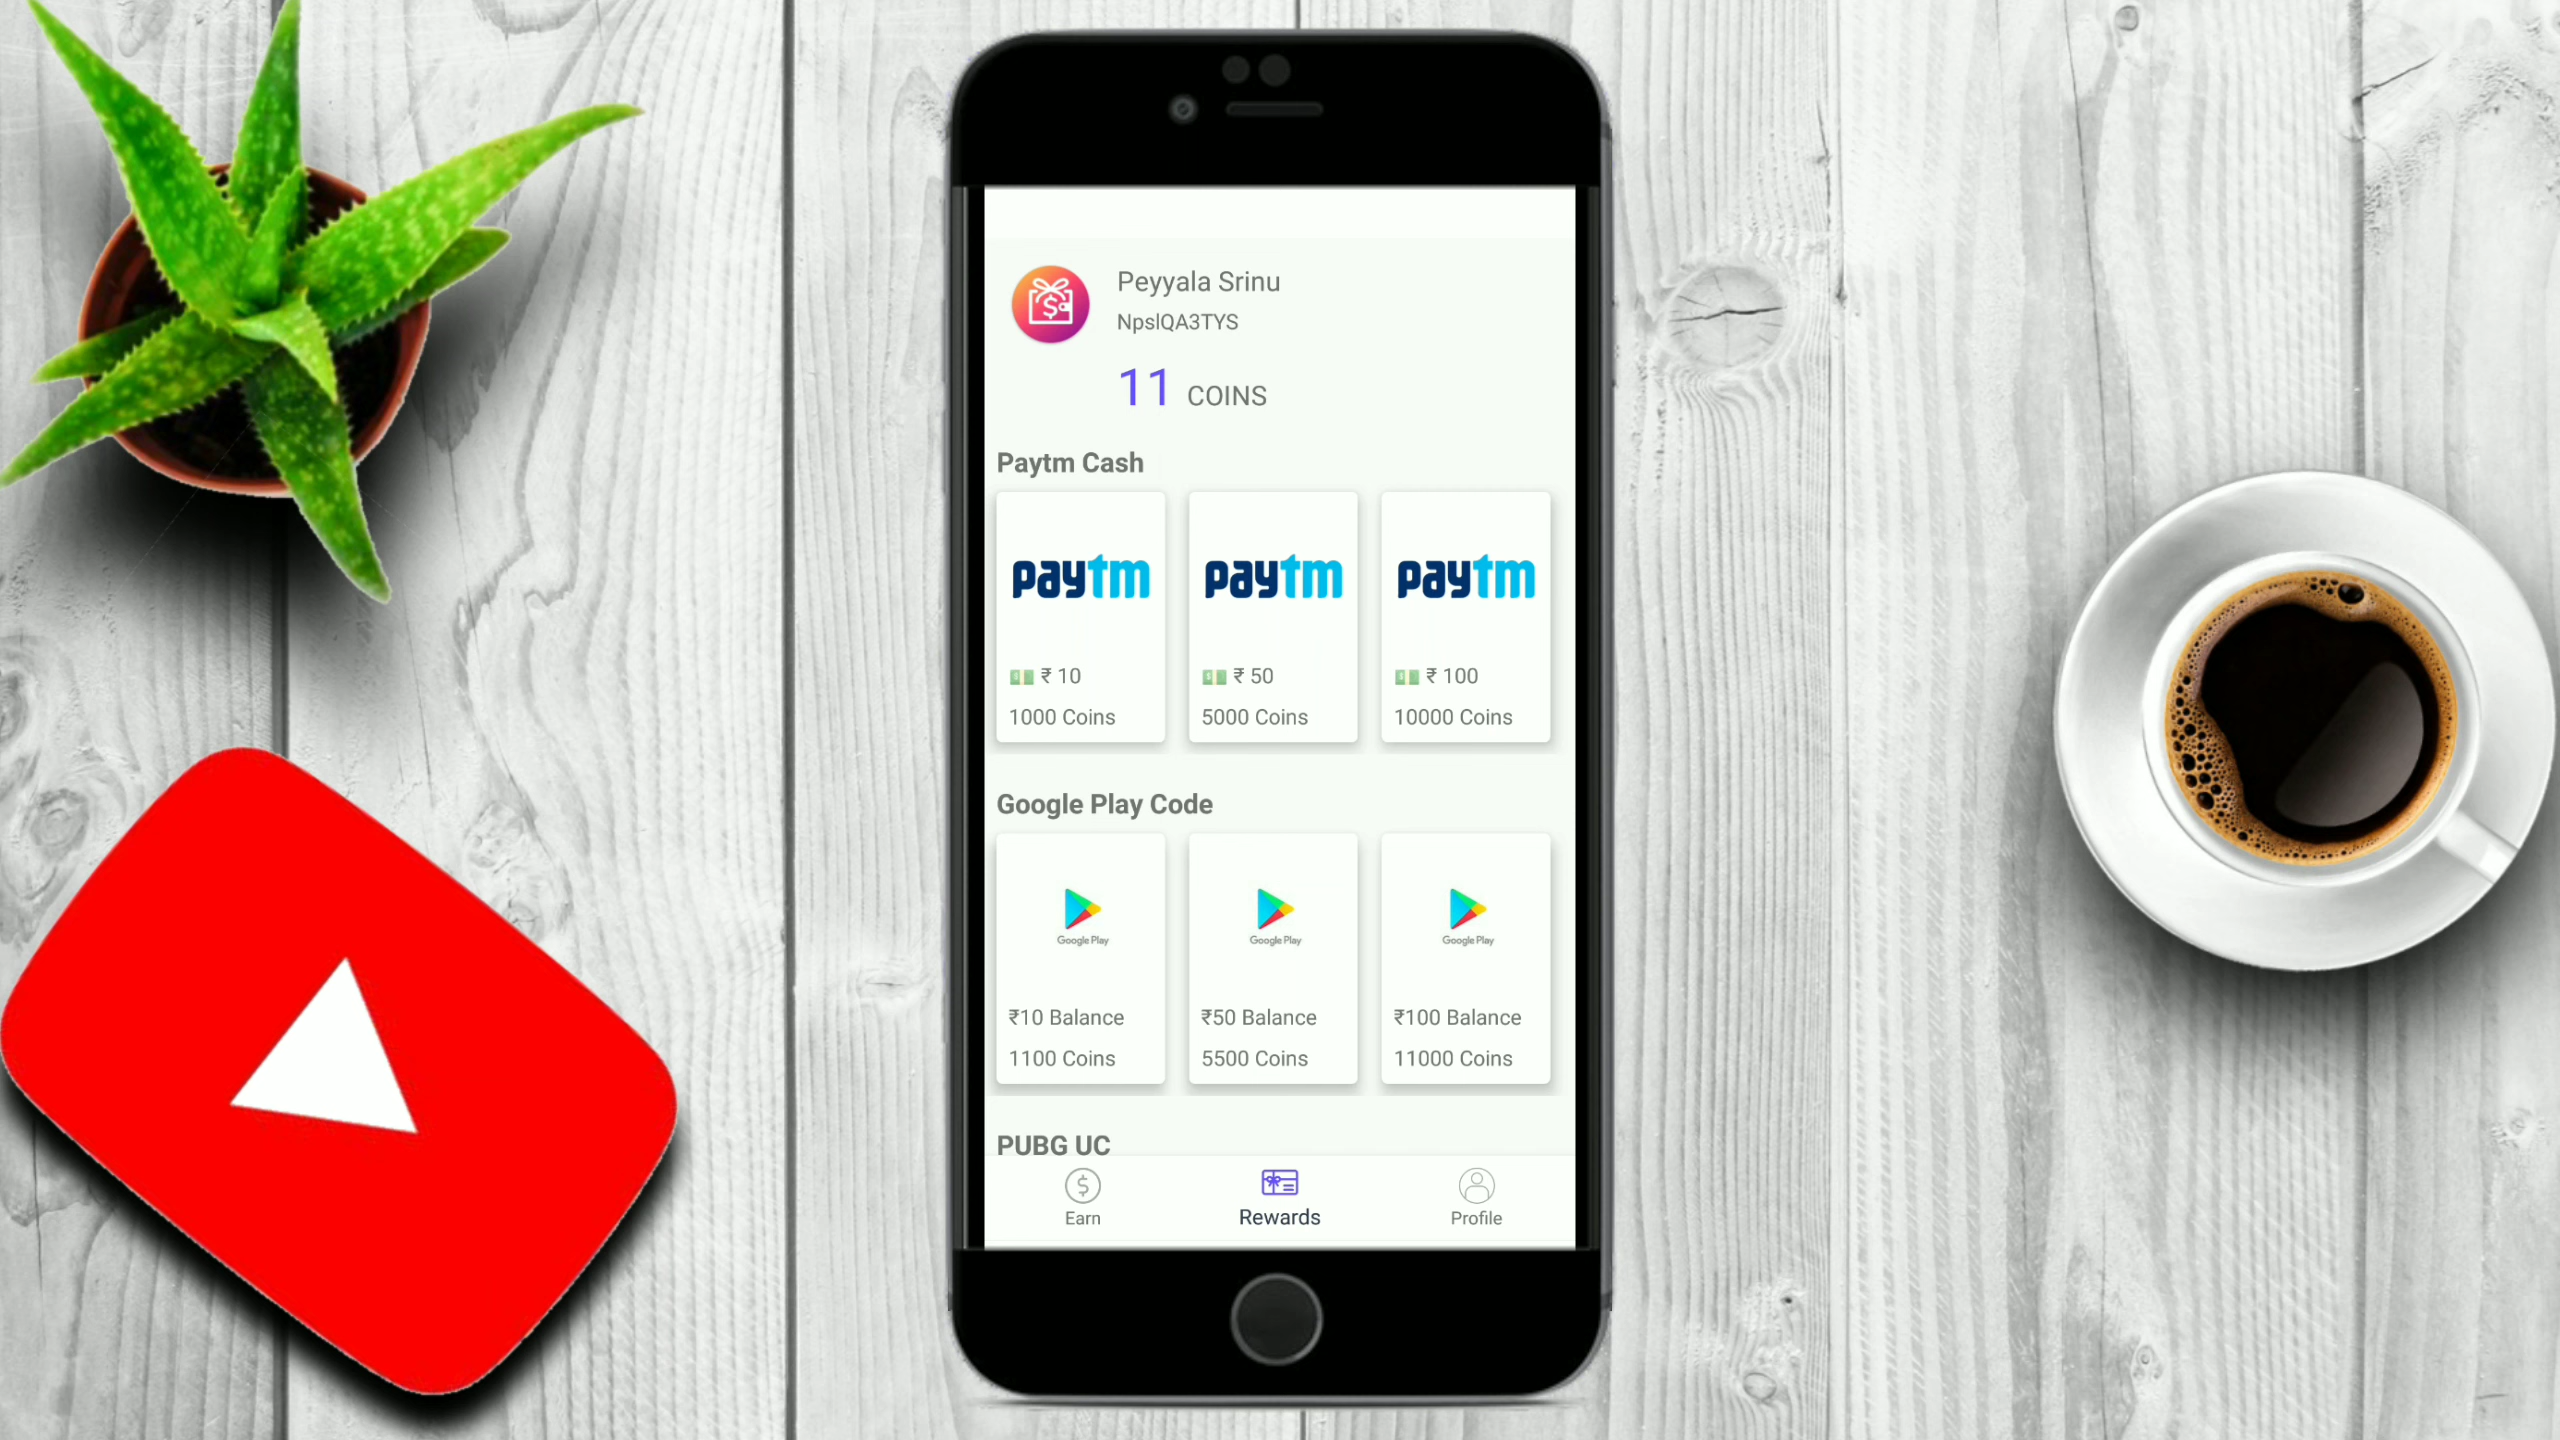 Peyyala Srinu
NpslQA3TYS
11 COINS
Paytm Cash
paytm paytm paytm
💵 ₹ 10 💵 ₹ 50 💵 ₹ 100
1000 Coins 5000 Coins 10000 Coins
Google Play Code
Google Play Google Play Google Play
₹10 Balance ₹50 Balance ₹100 Balance
1100 Coins 5500 Coins 11000 Coins
PUBG UC
Earn Rewards Profile